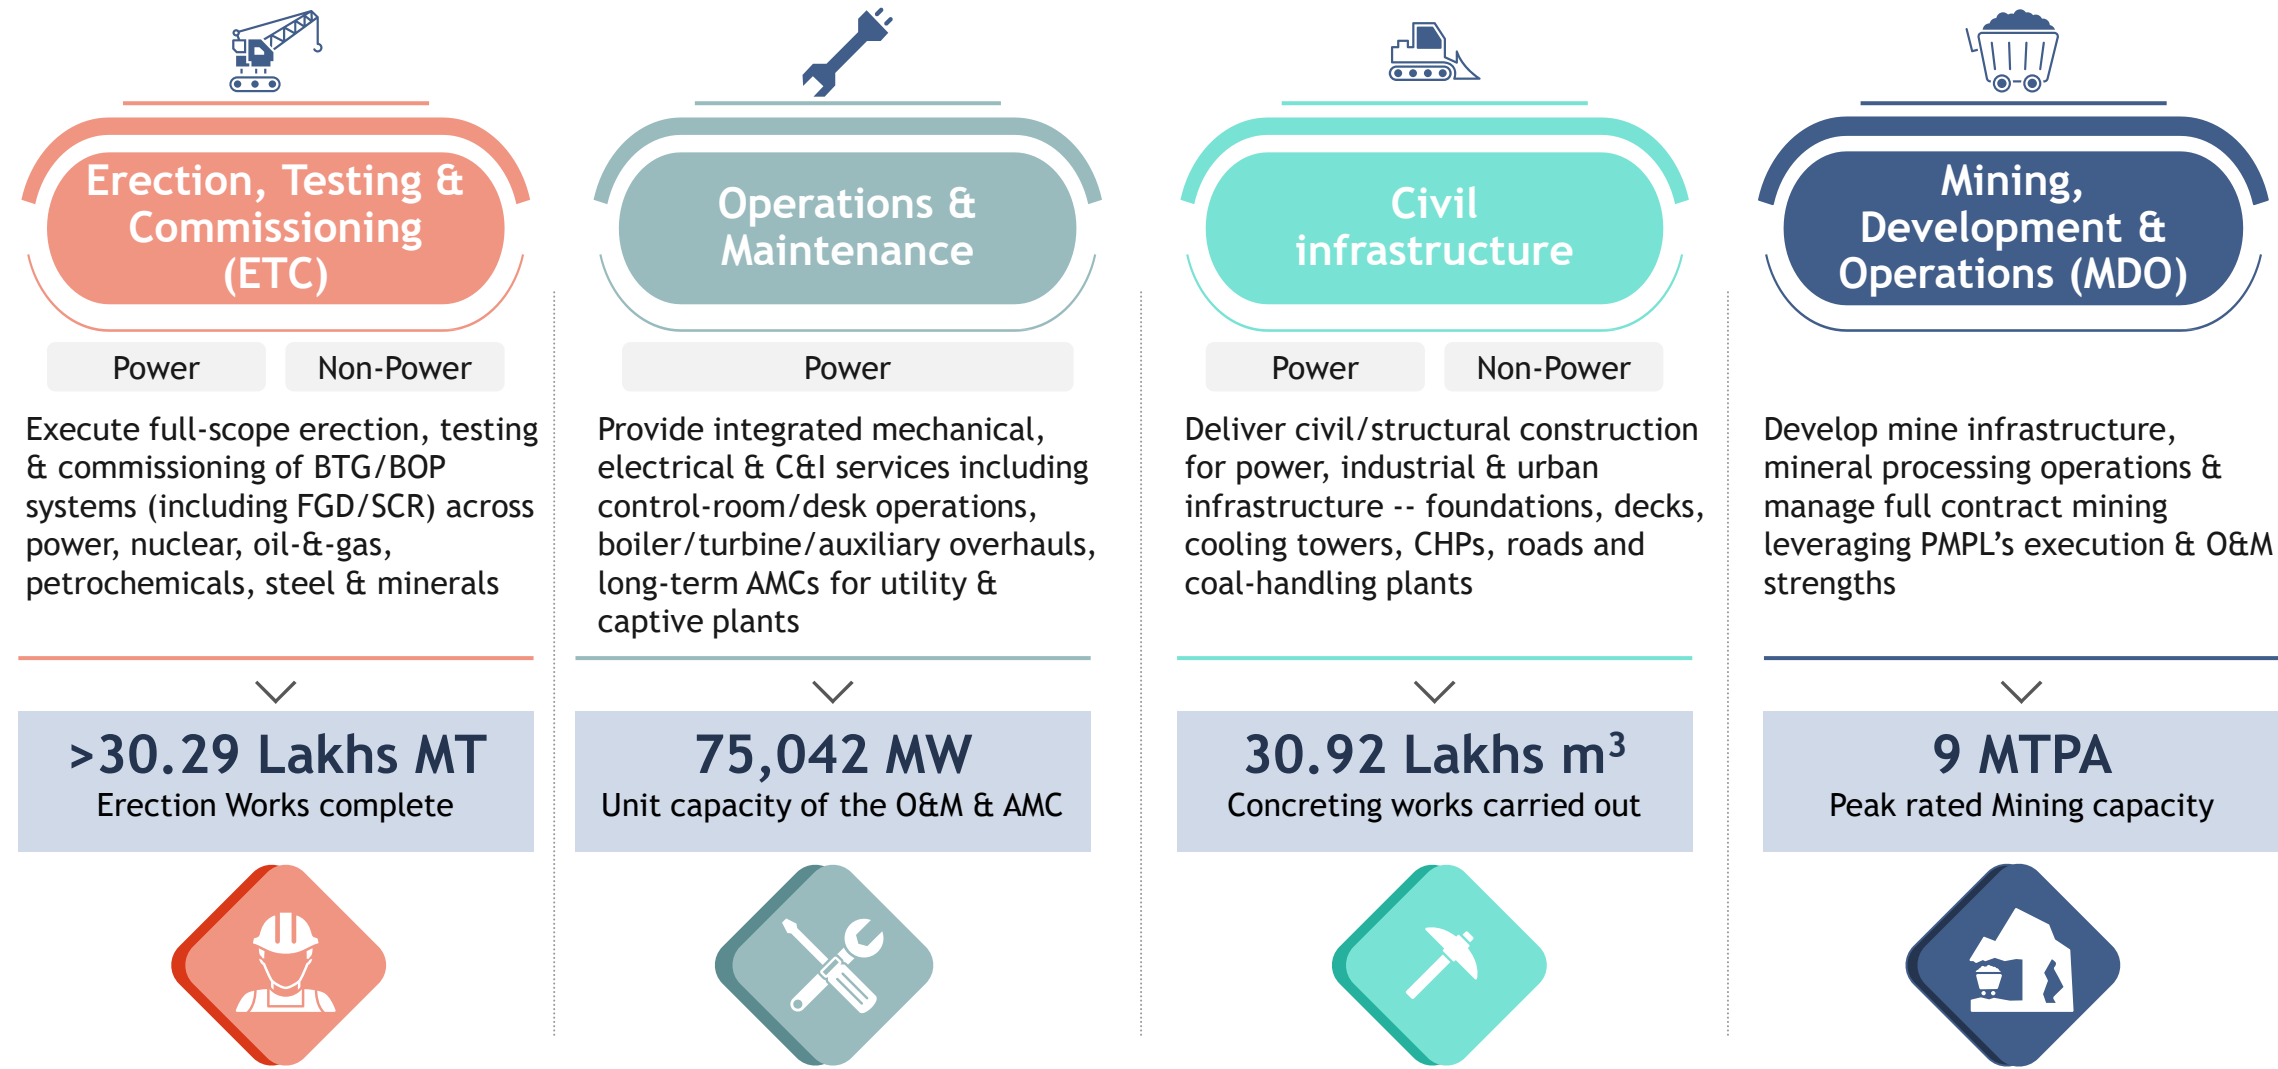 Erection, Testing &
Commissioning
(ETC)
Power
Non-Power
Execute full-scope erection, testing
& commissioning of BTG/BOP
systems (including FGD/SCR) across
power, nuclear, oil-&-gas,
petrochemicals, steel & minerals
>30.29 Lakhs MT
Erection Works complete
Operations &
Maintenance
Power
Provide integrated mechanical,
electrical & C&I services including
control-room/desk operations,
boiler/turbine/auxiliary overhauls,
long-term AMCs for utility &
captive plants
75,042 MW
Unit capacity of the O&M & AMC
Civil
infrastructure
Power
Non-Power
Deliver civil/structural construction
for power, industrial & urban
infrastructure -- foundations, decks,
cooling towers, CHPs, roads and
coal-handling plants
30.92 Lakhs m³
Concreting works carried out
Mining,
Development &
Operations (MDO)
Develop mine infrastructure,
mineral processing operations &
manage full contract mining
leveraging PMPL’s execution & O&M
strengths
9 MTPA
Peak rated Mining capacity